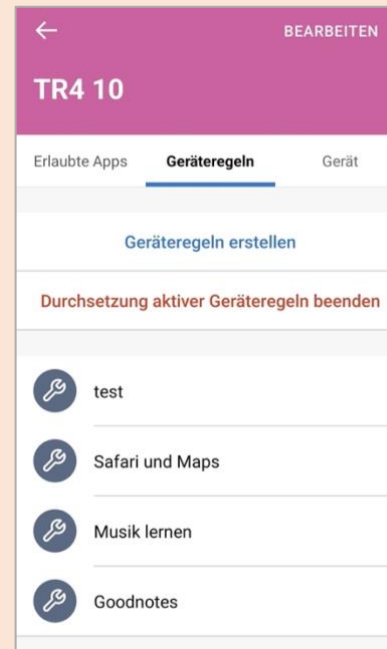 BEARBEITEN
TR4 10
Erlaubte Apps Geräteregeln Gerät
Geräteregeln erstellen
Durchsetzung aktiver Geräteregeln beenden
test
Safari und Maps
Musik lernen
Goodnotes